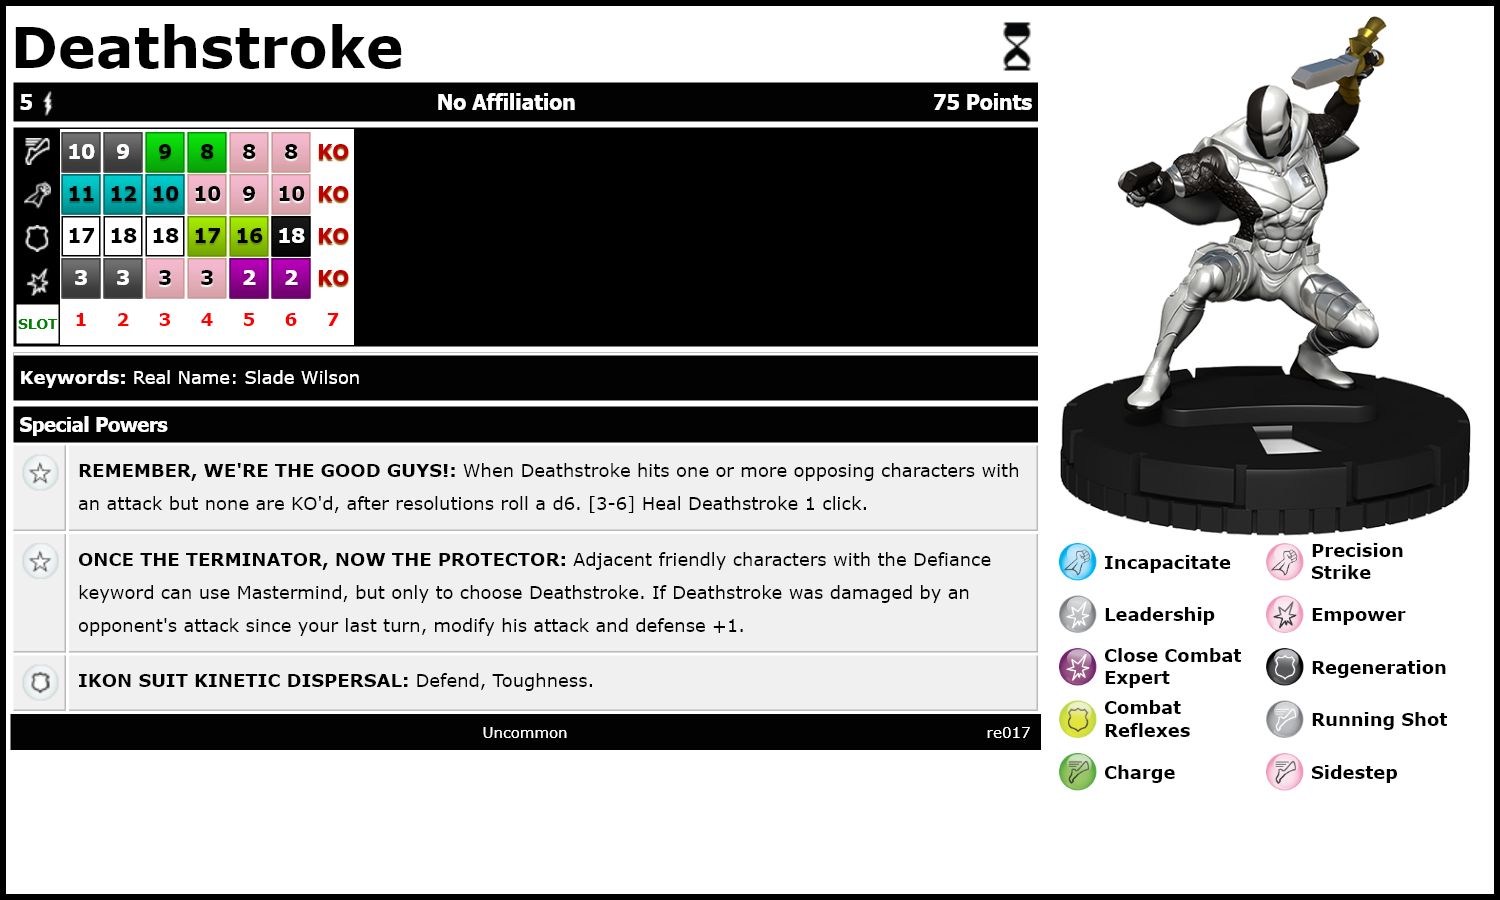 Deathstroke
5 No Affiliation 75 Points
10 9 9 8 8 8 KO
11 12 10 10 9 10 KO
17 18 18 17 16 18 KO
3 3 3 3 2 2 KO
SLOT 1 2 3 4 5 6 7
Keywords: Real Name: Slade Wilson
Special Powers
REMEMBER, WE'RE THE GOOD GUYS!: When Deathstroke hits one or more opposing characters with
an attack but none are KO'd, after resolutions roll a d6. [3-6] Heal Deathstroke 1 click.
ONCE THE TERMINATOR, NOW THE PROTECTOR: Adjacent friendly characters with the Defiance
keyword can use Mastermind, but only to choose Deathstroke. If Deathstroke was damaged by an
opponent's attack since your last turn, modify his attack and defense +1.
IKON SUIT KINETIC DISPERSAL: Defend, Toughness.
Uncommon re017
Incapacitate
Precision
Strike
Leadership
Empower
Close Combat
Expert
Regeneration
Combat
Reflexes
Running Shot
Charge
Sidestep